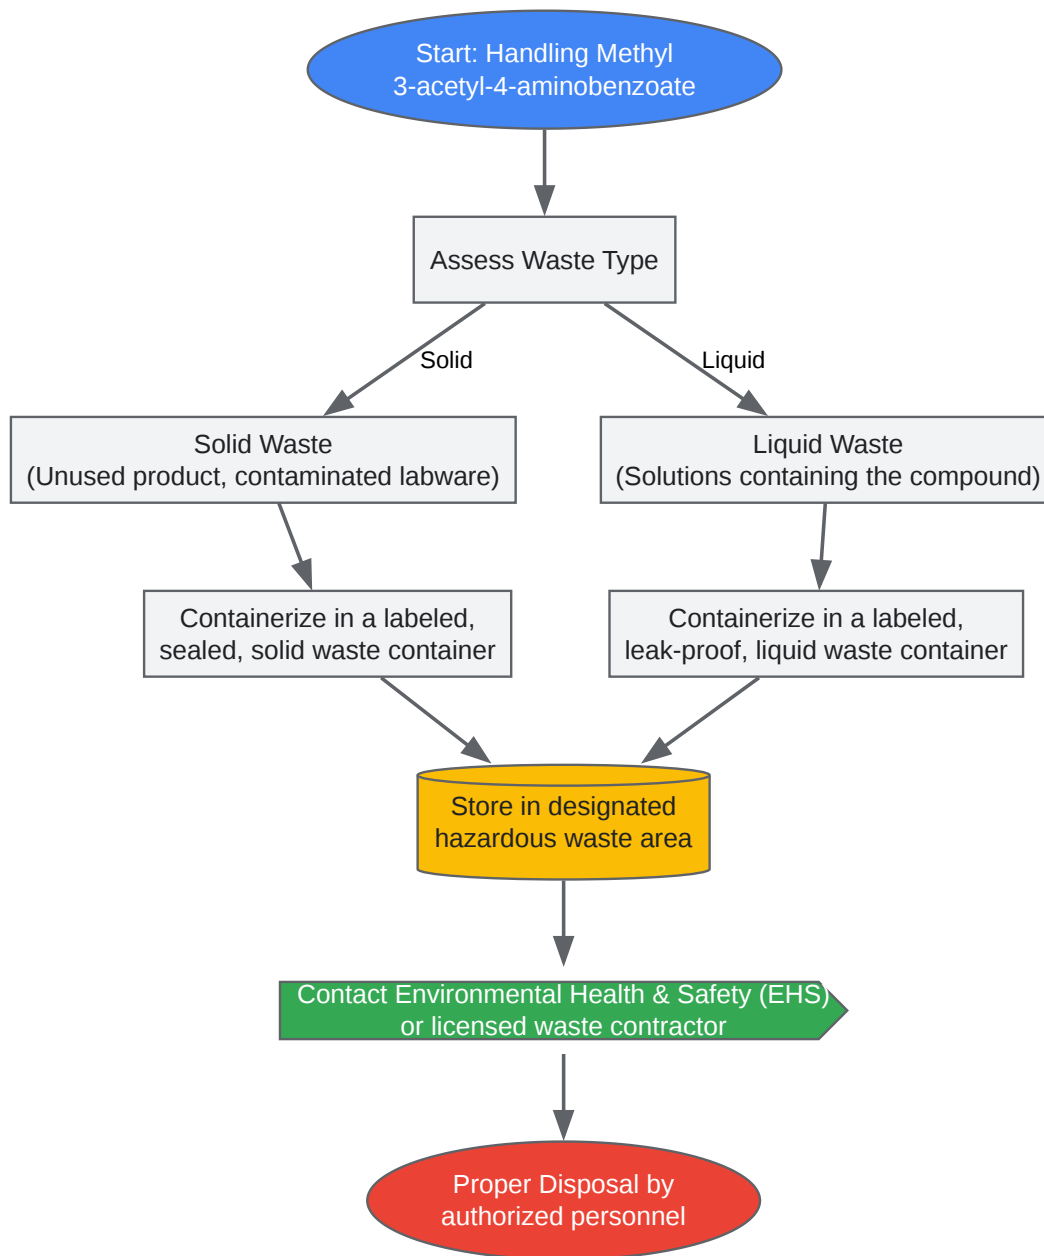 Start: Handling Methyl
3-acetyl-4-aminobenzoate
Assess Waste Type
Solid
Liquid
Solid Waste
(Unused product, contaminated labware)
Liquid Waste
(Solutions containing the compound)
Containerize in a labeled,
sealed, solid waste container
Containerize in a labeled,
leak-proof, liquid waste container
Store in designated
hazardous waste area
Contact Environmental Health & Safety (EHS)
or licensed waste contractor
Proper Disposal by
authorized personnel